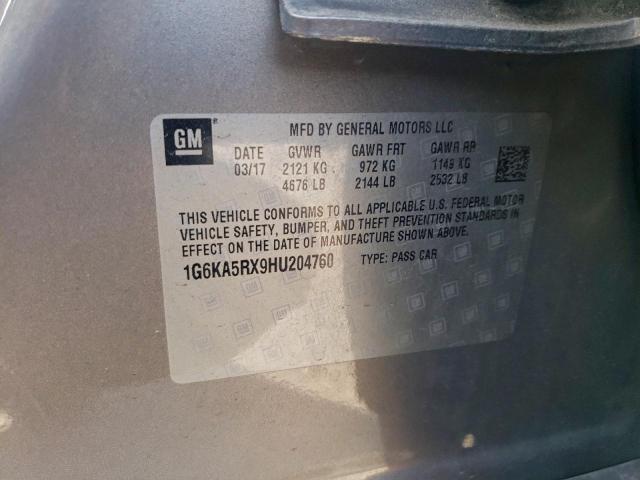 GM
MFD BY GENERAL MOTORS LLC
DATE GVWR GAWR FRT GAWR RR
03/17 2121 KG 972 KG 1149 KG
4676 LB 2144 LB 2532 LB
THIS VEHICLE CONFORMS TO ALL APPLICABLE U.S. FEDERAL MOTOR
VEHICLE SAFETY, BUMPER, AND THEFT PREVENTION STANDARDS IN
EFFECT ON THE DATE OF MANUFACTURE SHOWN ABOVE.
1G6KA5RX9HU204760 TYPE: PASS CAR